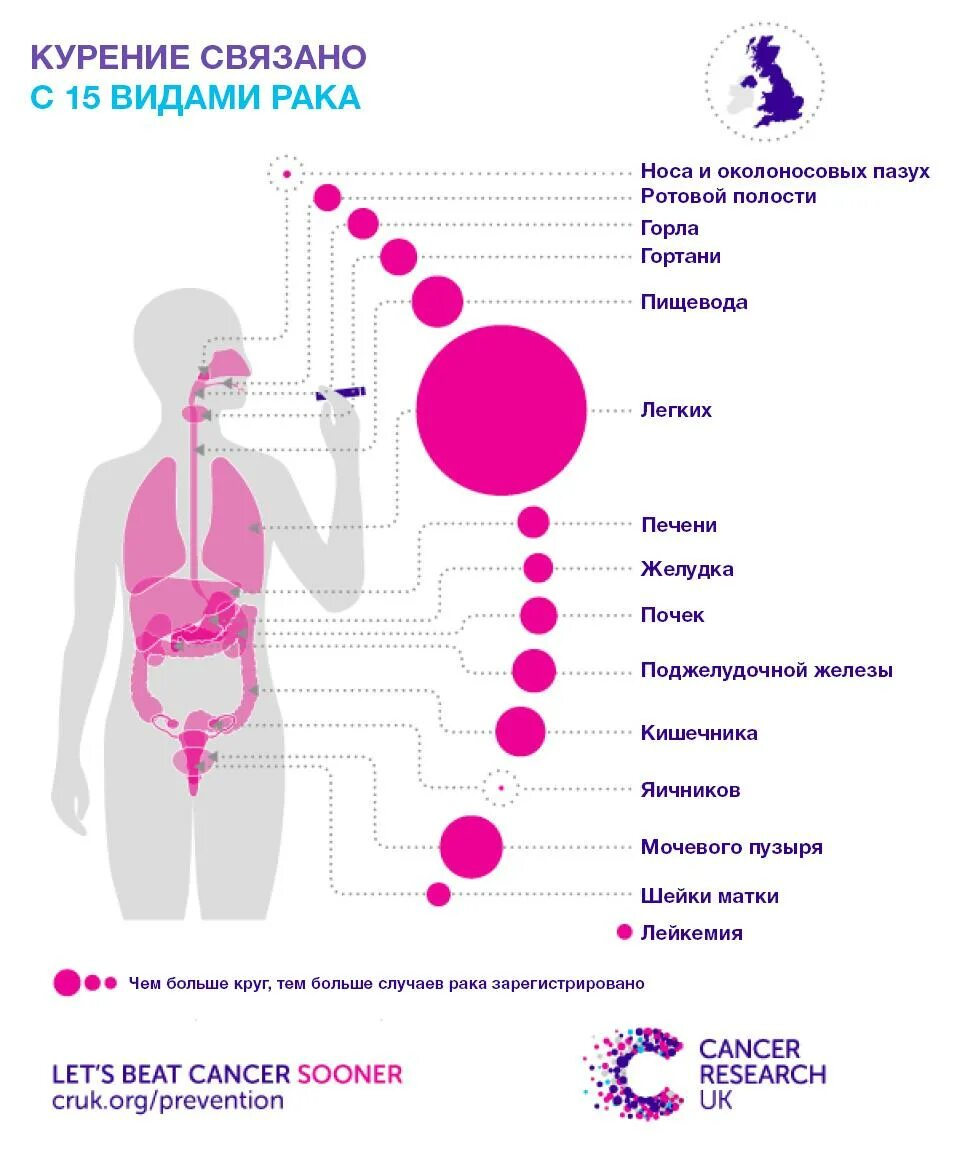 КУРЕНИЕ СВЯЗАНО
С 15 ВИДАМИ РАКА
Носа и околоносовых пазух
Ротовой полости
Горла
Гортани
Пищевода
Легких
Печени
Желудка
Почек
Поджелудочной железы
Кишечника
Яичников
Мочевого пузыря
Шейки матки
Лейкемия
Чем больше круг, тем больше случаев рака зарегистрировано
LET'S BEAT CANCER SOONER
cruk.org/prevention
CANCER
RESEARCH
UK